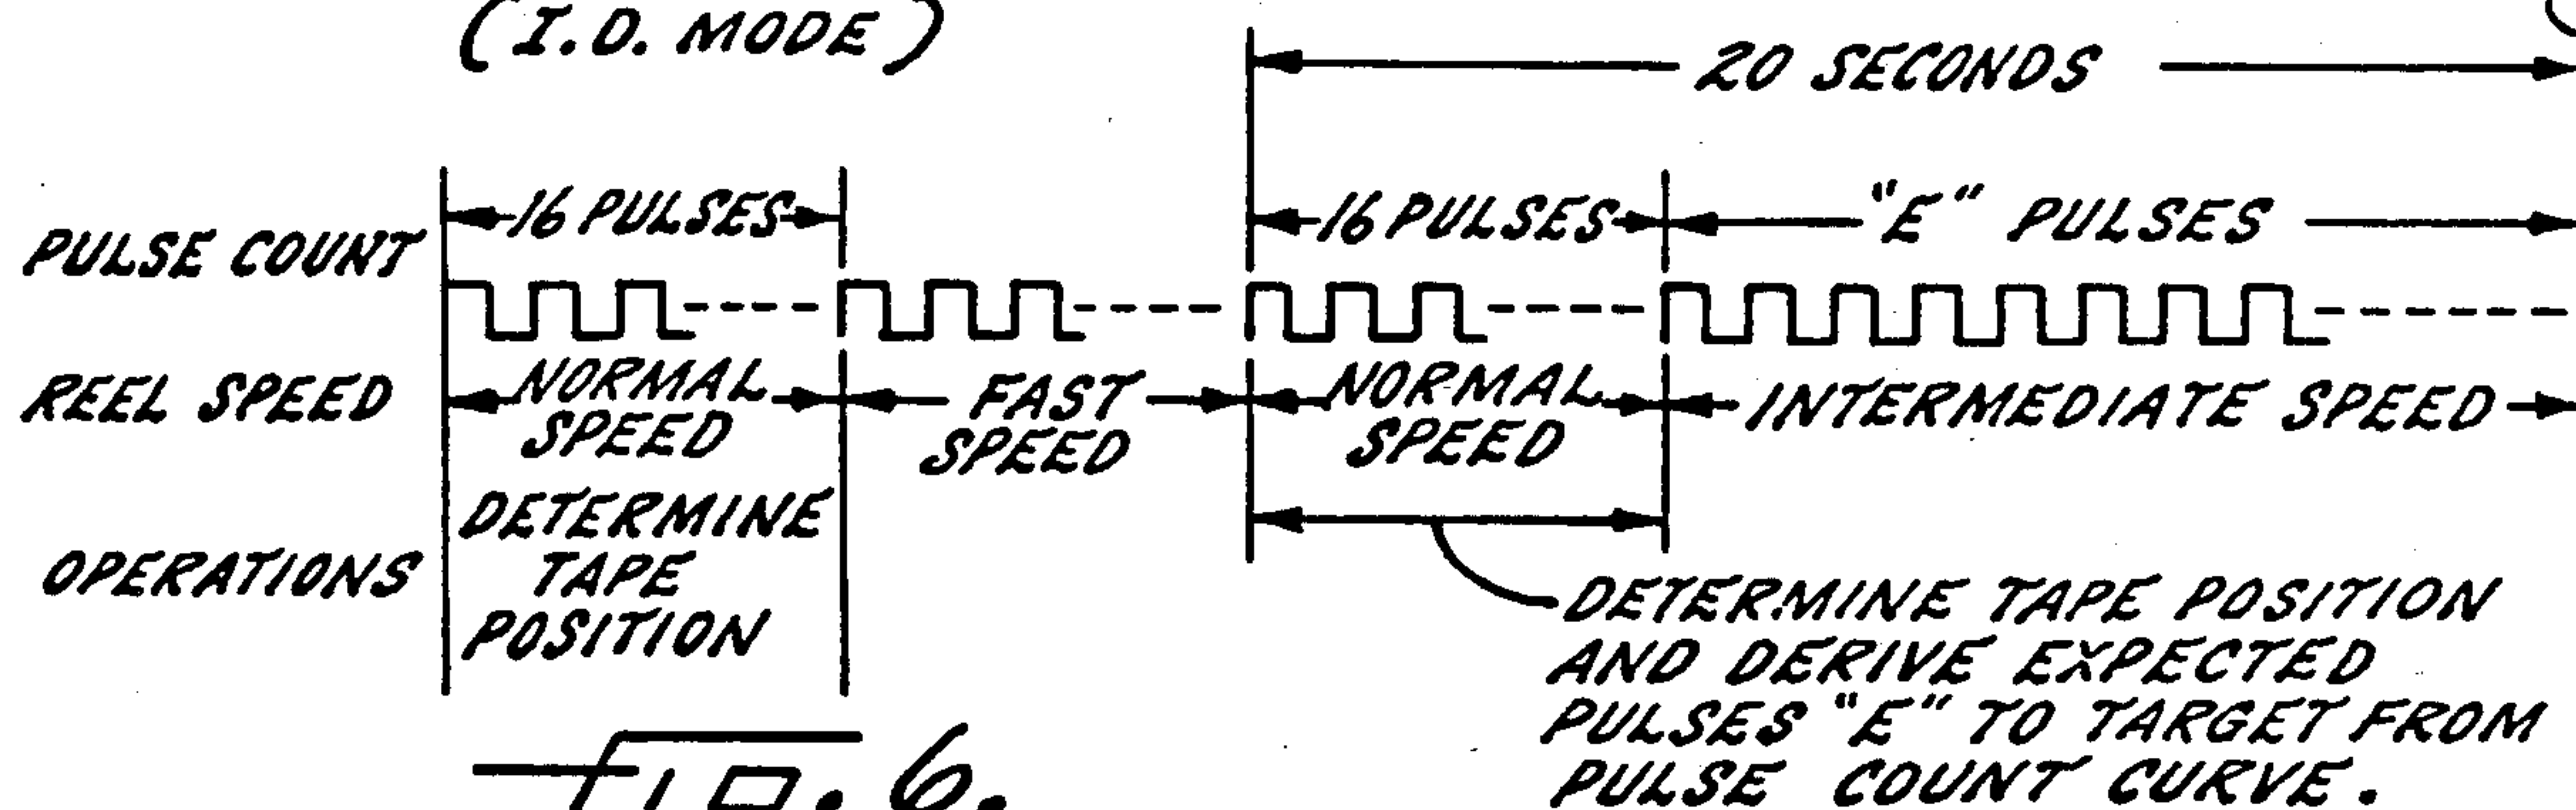 (I.D. MODE)
20 SECONDS
16 PULSES
16 PULSES
"E" PULSES
PULSE COUNT
REEL SPEED
NORMAL
SPEED
FAST
SPEED
NORMAL
SPEED
INTERMEDIATE SPEED
OPERATIONS
DETERMINE
TAPE
POSITION
DETERMINE TAPE POSITION
AND DERIVE EXPECTED
PULSES "E" TO TARGET FROM
PULSE COUNT CURVE.
FIG. 6.